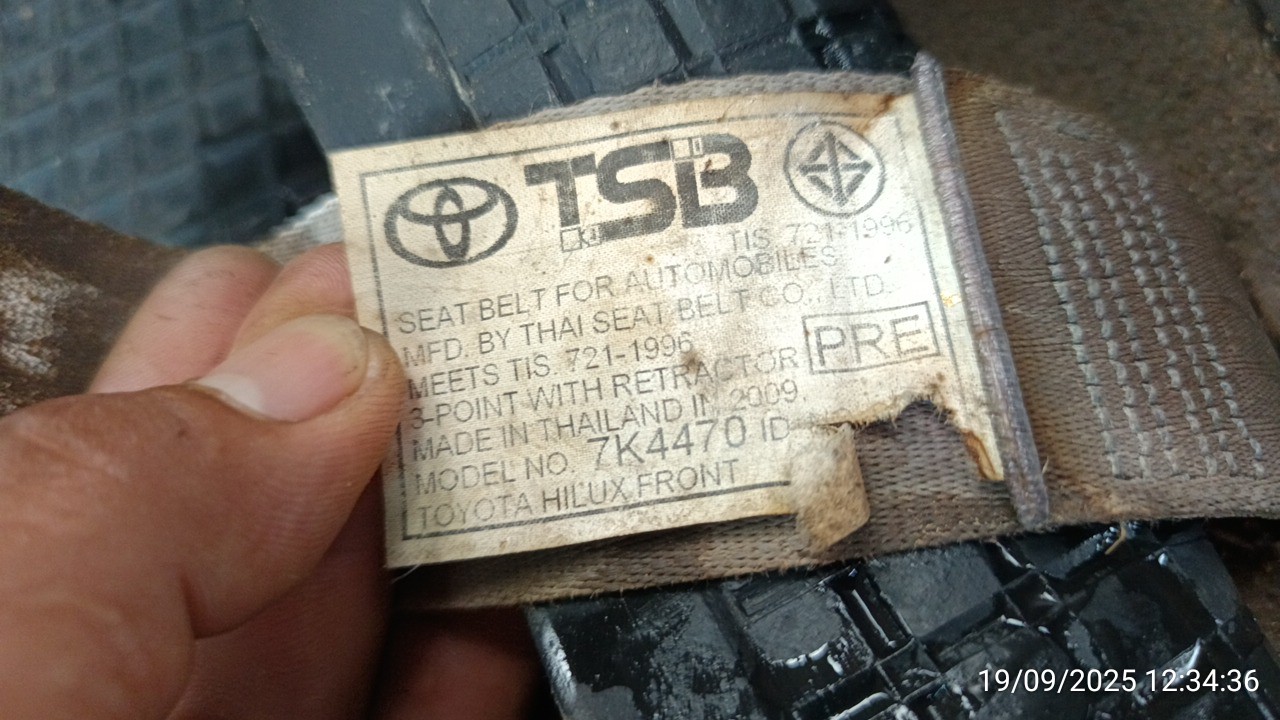 TSB
TIS. 721-1996
SEAT BELT FOR AUTOMOBILES
MFD. BY THAI SEAT BELT CO., LTD.
MEETS TIS. 721-1996
PRE
3-POINT WITH RETRACTOR
MADE IN THAILAND IN 2009.
MODEL NO. 7K4470 ID
TOYOTA HILUX,FRONT
19/09/2025 12:34:36